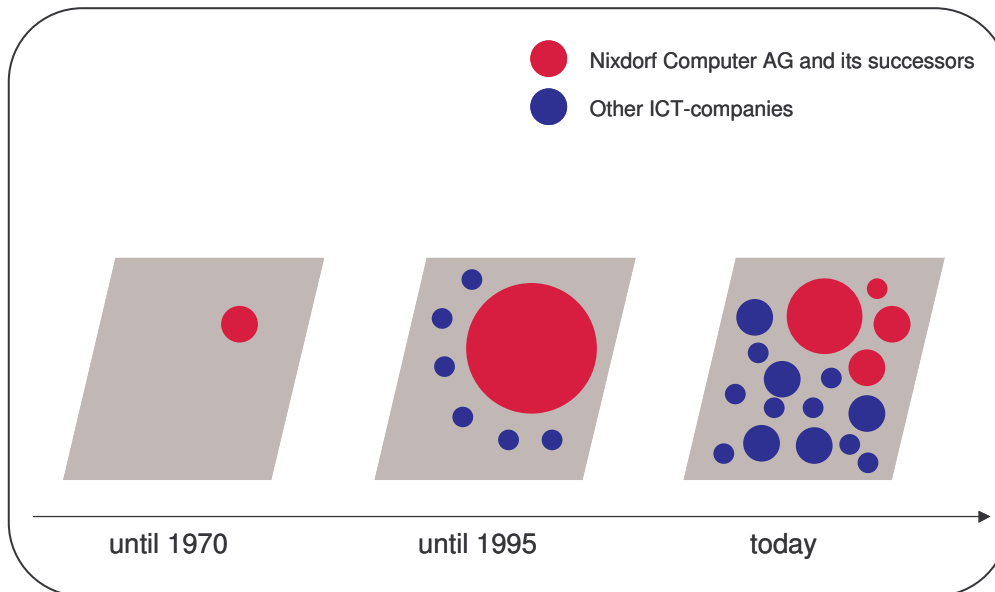 Nixdorf Computer AG and its successors
Other ICT-companies
until 1970
until 1995
today